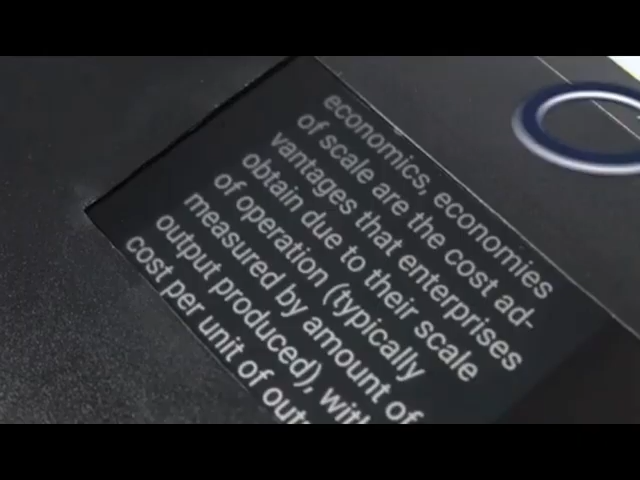 economics, economies
of scale are the cost ad-
vantages that enterprises
obtain due to their scale
of operation (typically
measured by amount of
output produced), with
cost per unit of